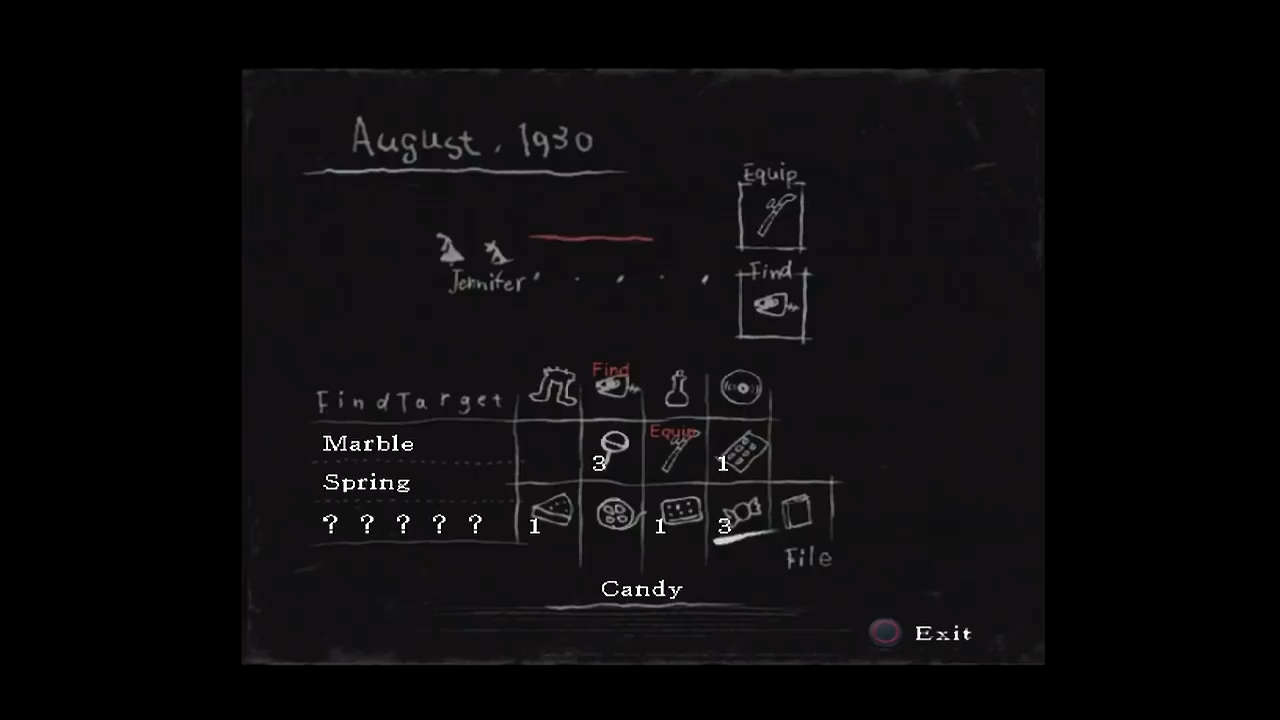 August, 1930
Equip
Jennifer
Find
Find
FindTarget
Equip
Marble
3
1
Spring
? ? ? ? ?
1
1
3
File
Candy
Exit